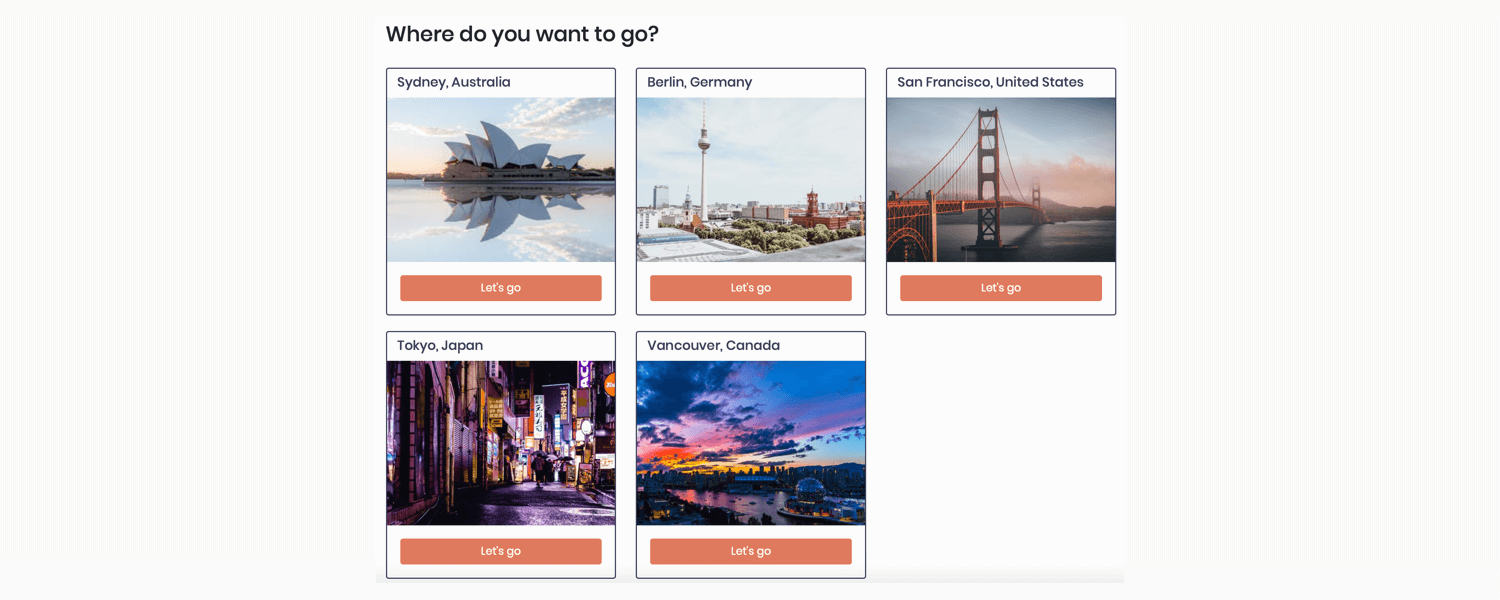 Where do you want to go?
Sydney, Australia
Berlin, Germany
San Francisco, United States
Let's go
Let's go
Let's go
Tokyo, Japan
Vancouver, Canada
Let's go
Let's go